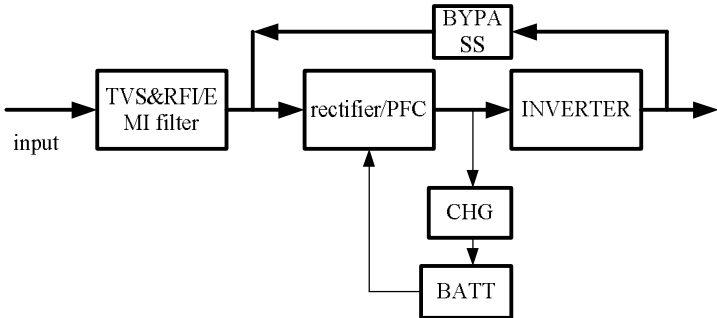 BYPA
SS
TVS&RFI/E
MI filter
rectifier/PFC
INVERTER
input
CHG
BATT